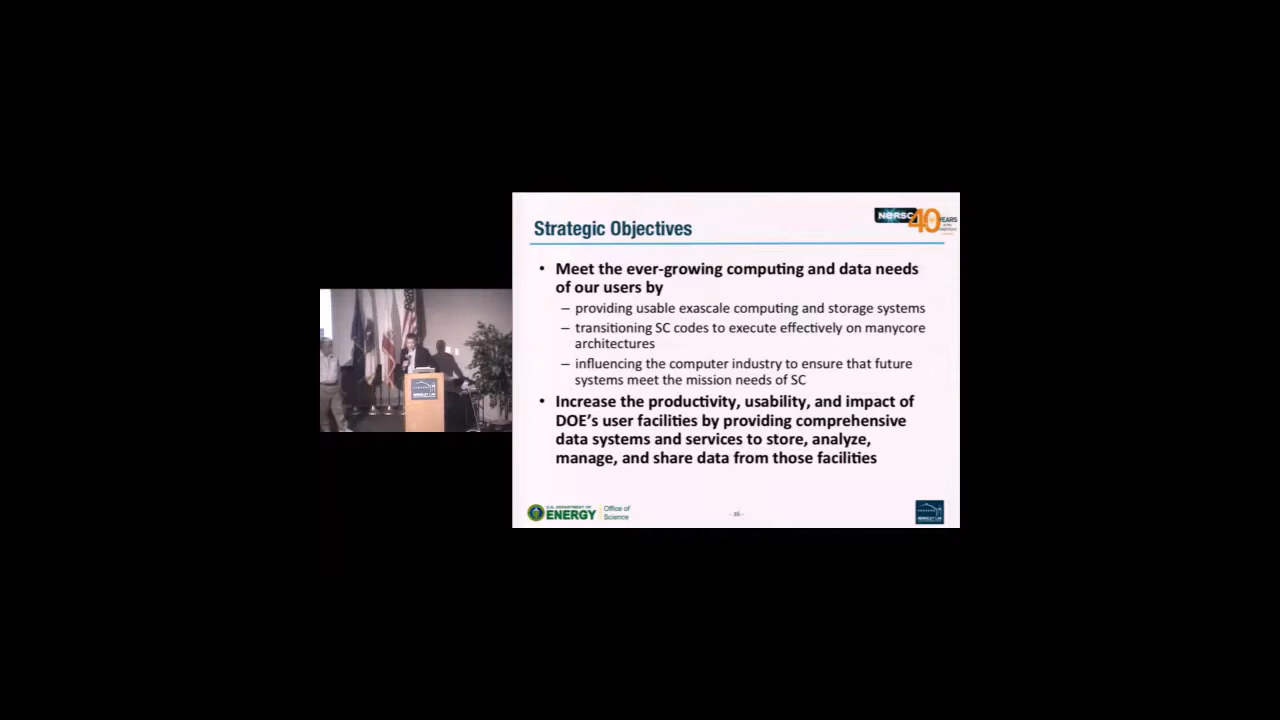 Strategic Objectives
NERSC
40
YEARS
• Meet the ever-growing computing and data needs
of our users by
– providing usable exascale computing and storage systems
– transitioning SC codes to execute effectively on manycore
architectures
– influencing the computer industry to ensure that future
systems meet the mission needs of SC
• Increase the productivity, usability, and impact of
DOE's user facilities by providing comprehensive
data systems and services to store, analyze,
manage, and share data from those facilities
U.S. DEPARTMENT OF
ENERGY
Office of
Science
BERKELEY LAB